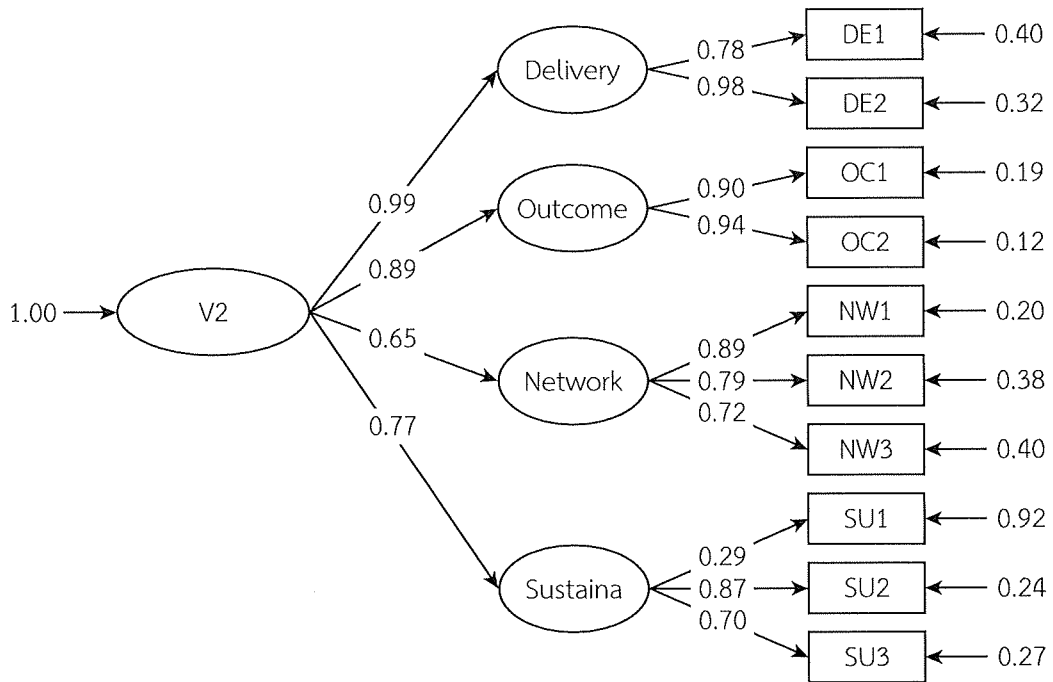 DE1
0.40
0.78
Delivery
0.98
DE2
0.32
OC1
0.19
0.90
0.99
Outcome
0.94
OC2
0.12
0.89
1.00
V2
NW1
0.20
0.65
0.89
Network
0.79
NW2
0.38
0.72
0.77
NW3
0.40
SU1
0.92
0.29
Sustaina
0.87
SU2
0.24
0.70
SU3
0.27